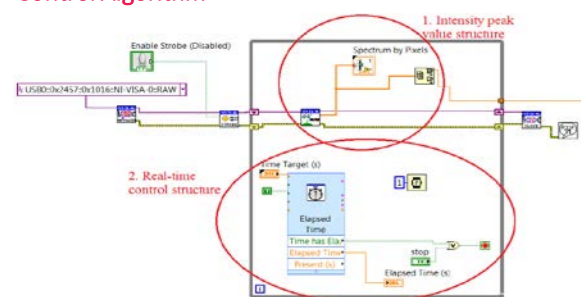 Control Algorithm
1. Intensity peak
value structure
Enable Strobe (Disabled)
Spectrum by Pixels
USB0::0x2457::0x1016::NI-VISA-0::RAW
2. Real-time
control structure
Time Target (s)
Elapsed
Time
Time has Ela
Elapsed Time
Present (s)
1
stop
Elapsed Time (s)
i